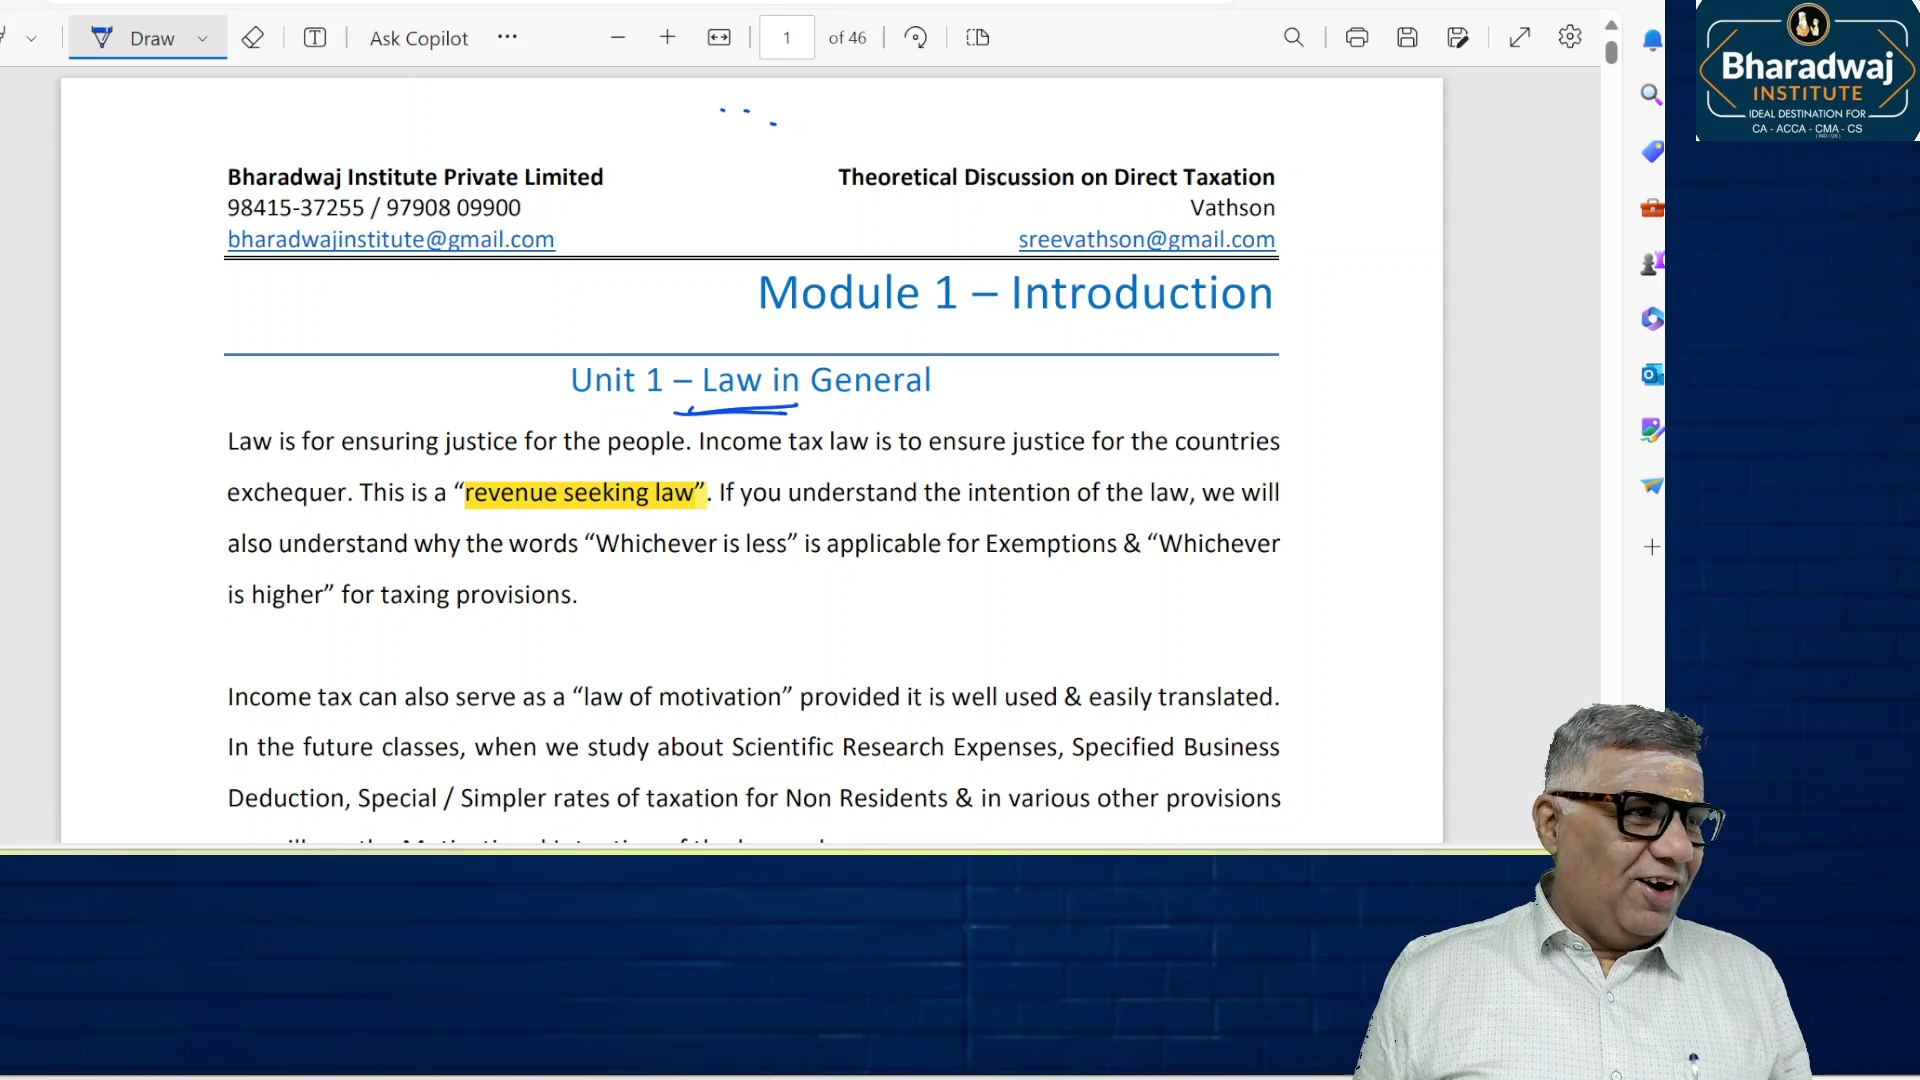 Draw
Ask Copilot
1 of 46
Bharadwaj
INSTITUTE
IDEAL DESTINATION FOR
CA - ACCA - CMA - CS
Bharadwaj Institute Private Limited
Theoretical Discussion on Direct Taxation
98415-37255 / 97908 09900
Vathson
bharadwajinstitute@gmail.com
sreevathson@gmail.com
Module 1 – Introduction
Unit 1 – Law in General
Law is for ensuring justice for the people. Income tax law is to ensure justice for the countries
exchequer. This is a “revenue seeking law”. If you understand the intention of the law, we will
also understand why the words “Whichever is less” is applicable for Exemptions & “Whichever
is higher” for taxing provisions.
Income tax can also serve as a “law of motivation” provided it is well used & easily translated.
In the future classes, when we study about Scientific Research Expenses, Specified Business
Deduction, Special / Simpler rates of taxation for Non Residents & in various other provisions